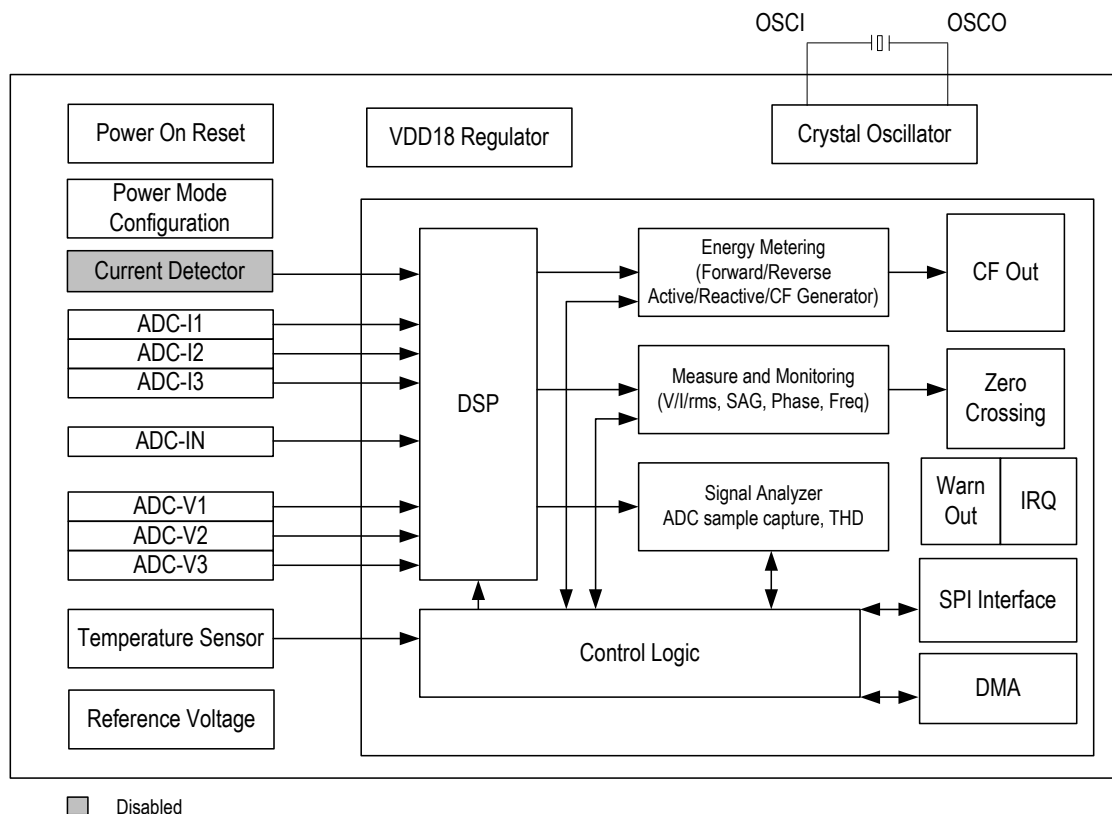 OSCI
OSCO
Power On Reset
VDD18 Regulator
Crystal Oscillator
Power Mode
Configuration
Current Detector
ADC-I1
ADC-I2
ADC-I3
ADC-IN
ADC-V1
ADC-V2
ADC-V3
Temperature Sensor
Reference Voltage
DSP
Energy Metering
(Forward/Reverse
Active/Reactive/CF Generator)
CF Out
Measure and Monitoring
(V/I/rms, SAG, Phase, Freq)
Zero
Crossing
Signal Analyzer
ADC sample capture, THD
Warn
Out
IRQ
Control Logic
SPI Interface
DMA
Disabled